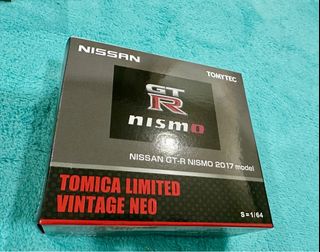 NISSAN
TOMYTEC
GT
R
nismo
NISSAN GT-R NISMO 2017 model
TOMICA LIMITED
VINTAGE NEO
S=1/64